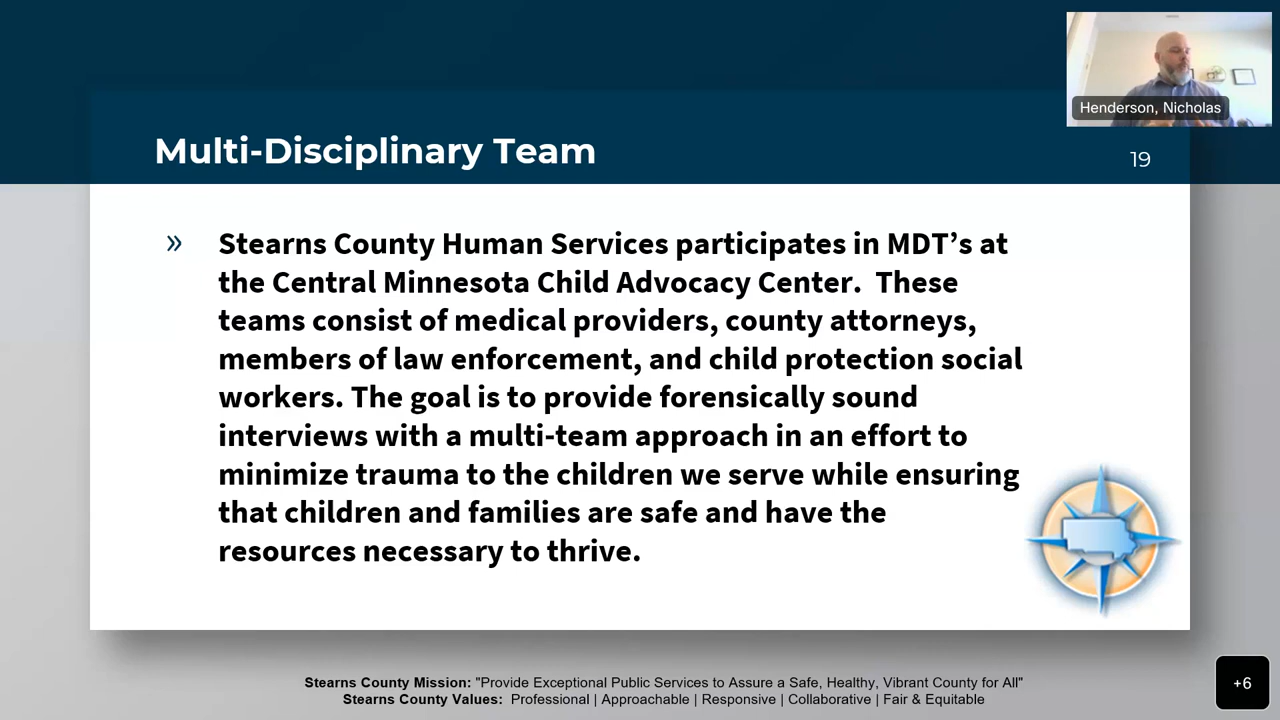 Henderson, Nicholas
Multi-Disciplinary Team
19
» Stearns County Human Services participates in MDT’s at
the Central Minnesota Child Advocacy Center.  These
teams consist of medical providers, county attorneys,
members of law enforcement, and child protection social
workers. The goal is to provide forensically sound
interviews with a multi-team approach in an effort to
minimize trauma to the children we serve while ensuring
that children and families are safe and have the
resources necessary to thrive.
Stearns County Mission: "Provide Exceptional Public Services to Assure a Safe, Healthy, Vibrant County for All"
Stearns County Values:  Professional | Approachable | Responsive | Collaborative | Fair & Equitable
+6